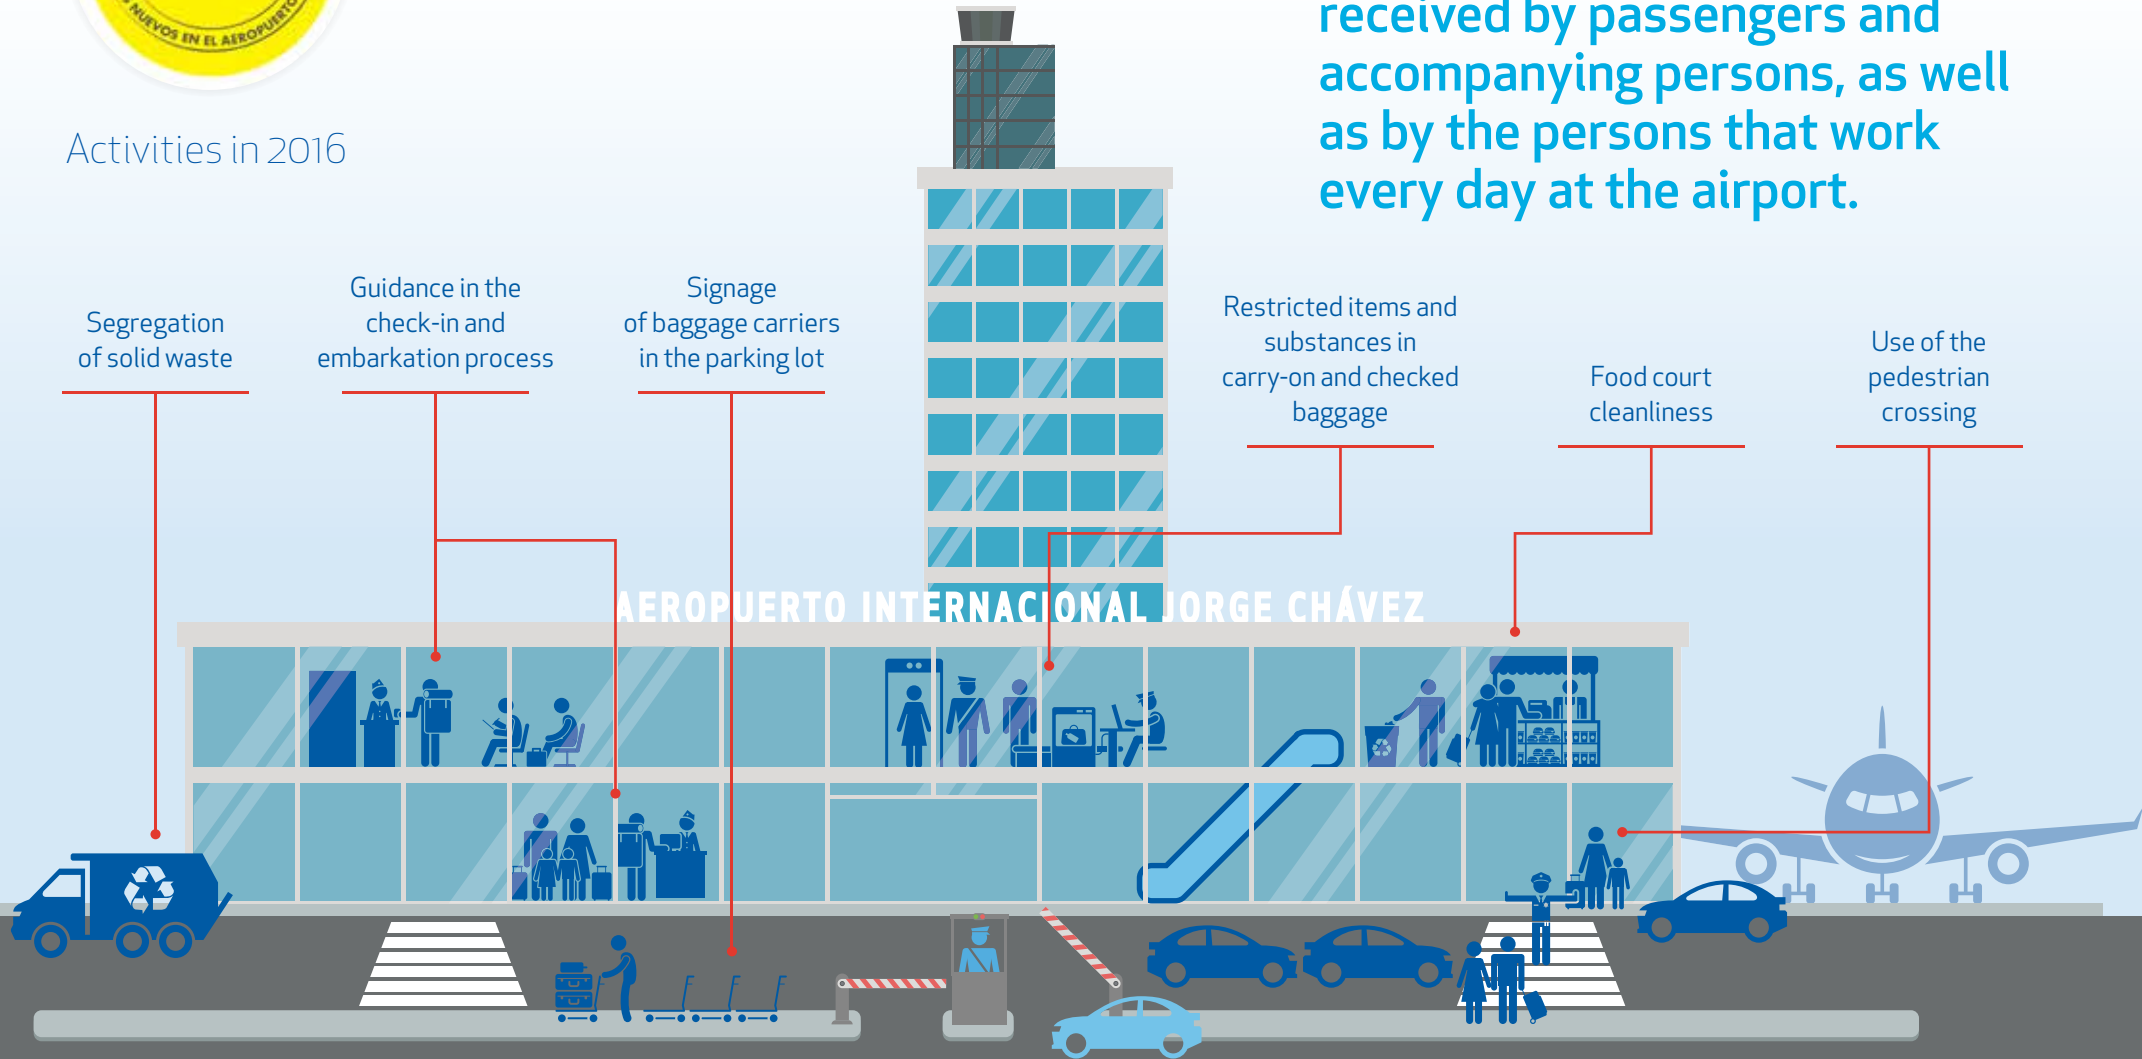 NUEVOS EN EL AEROPUERTO
received by passengers and
accompanying persons, as well
as by the persons that work
every day at the airport.
Activities in 2016
Segregation
of solid waste
Guidance in the
check-in and
embarkation process
Signage
of baggage carriers
in the parking lot
Restricted items and
substances in
carry-on and checked
baggage
Food court
cleanliness
Use of the
pedestrian
crossing
AEROPUERTO INTERNACIONAL JORGE CHÁVEZ